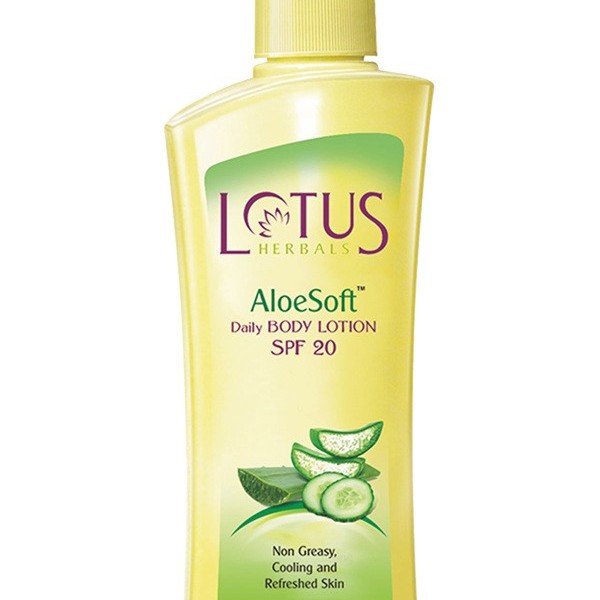 LOTUS
HERBALS
AloeSoft™
Daily BODY LOTION
SPF 20
Non Greasy,
Cooling and
Refreshed Skin